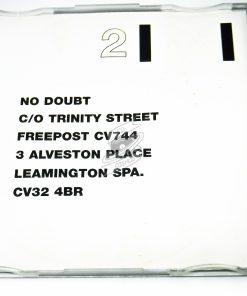 2
NO DOUBT
C/O TRINITY STREET
FREEPOST CV744
3 ALVESTON PLACE
LEAMINGTON SPA.
CV32 4BR